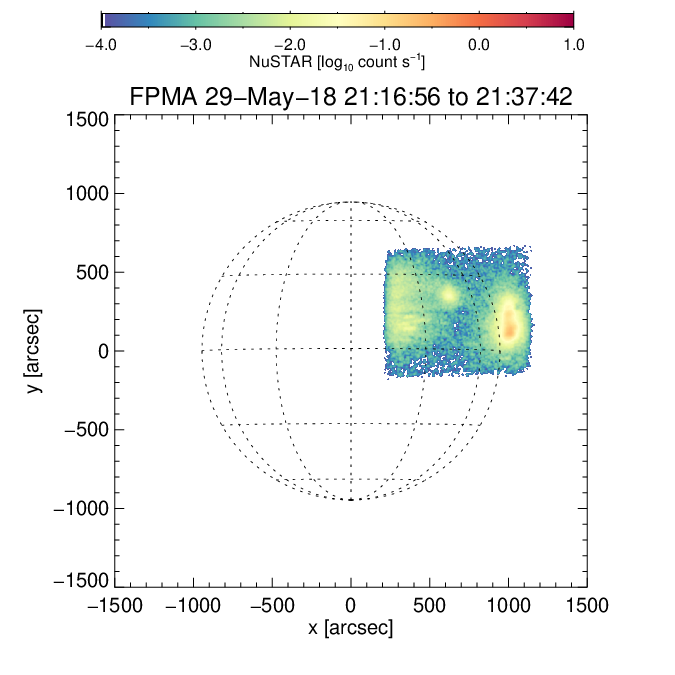 −4.0 −3.0 −2.0 −1.0 0.0 1.0
NuSTAR [log₁₀ count s⁻¹]
FPMA 29−May−18 21:16:56 to 21:37:42
1500
1000
500
0
−500
−1000
−1500
y [arcsec]
−1500 −1000 −500 0 500 1000 1500
x [arcsec]